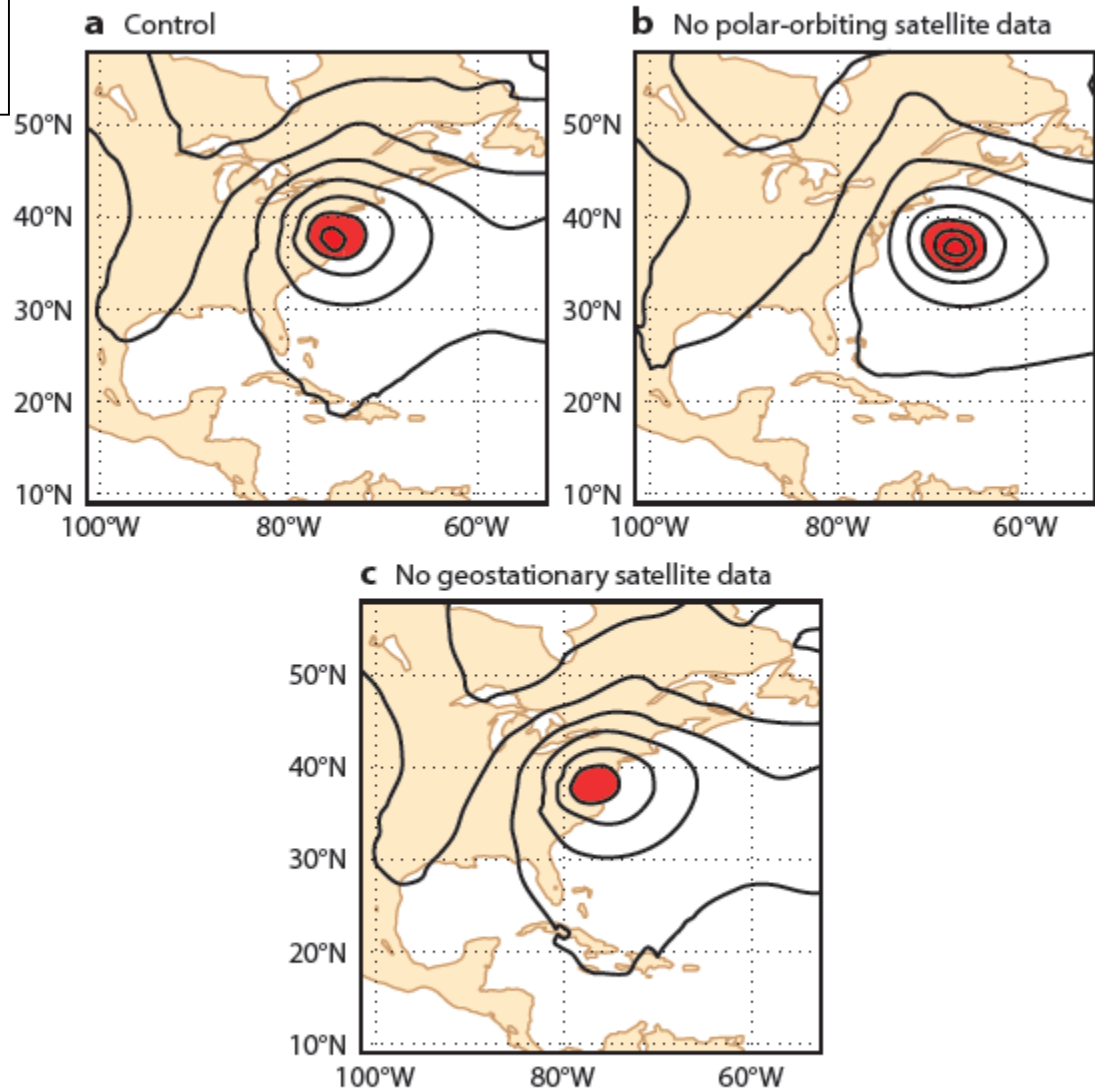 a Control
50°N
40°N
30°N
20°N
10°N
100°W 80°W 60°W
b No polar-orbiting satellite data
50°N
40°N
30°N
20°N
10°N
100°W 80°W 60°W
c No geostationary satellite data
50°N
40°N
30°N
20°N
10°N
100°W 80°W 60°W